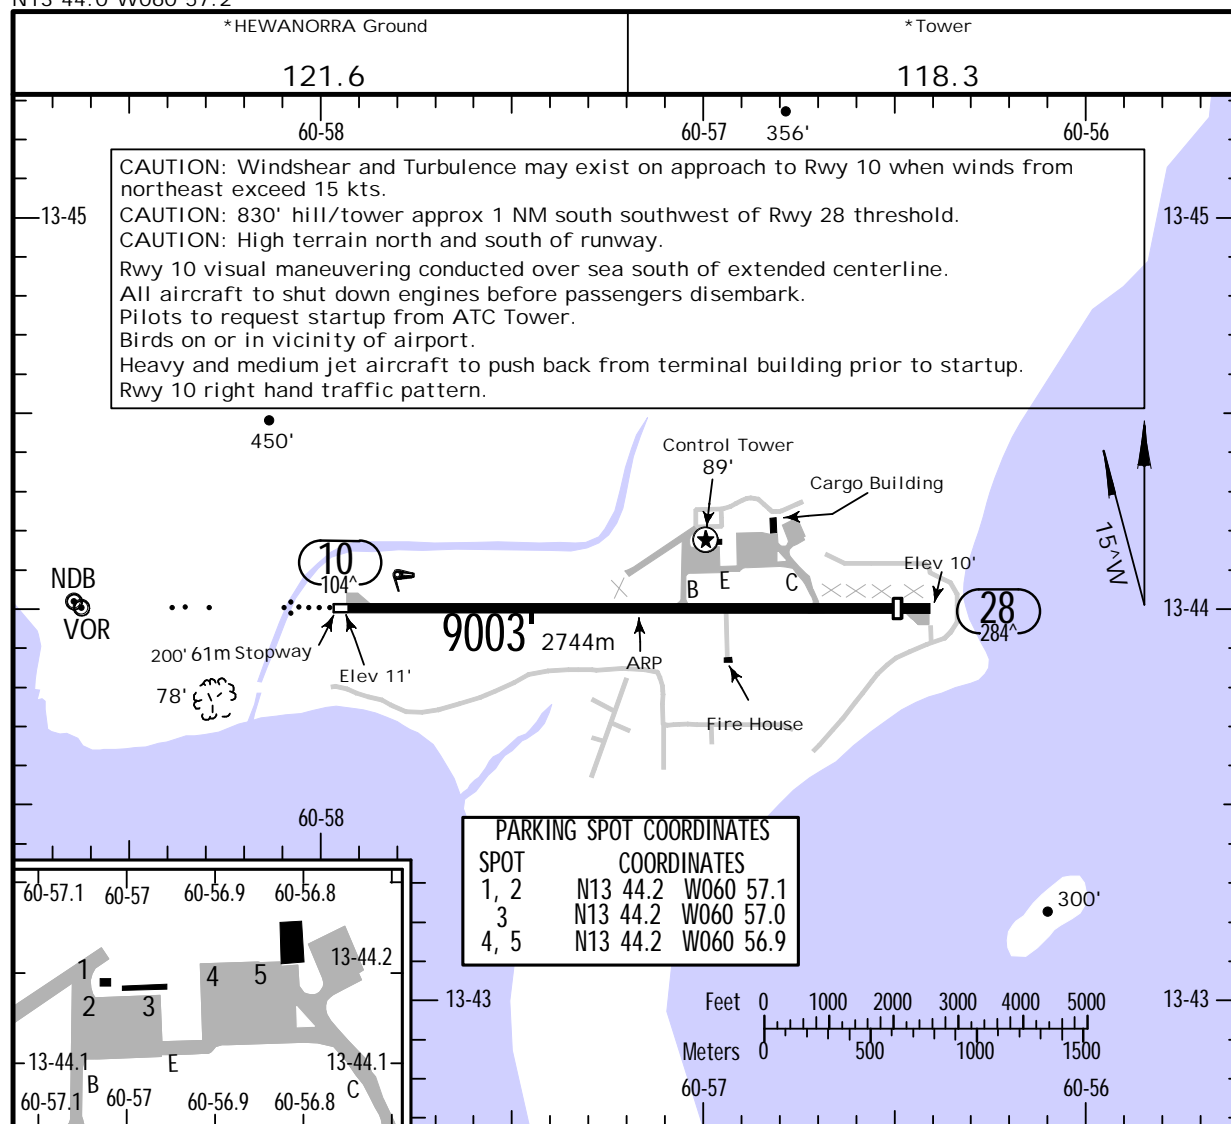 N13 44.0 W060 57.2
*HEWANORRA Ground
*Tower
121.6
118.3
60-58
60-57
60-56
356'
CAUTION: Windshear and Turbulence may exist on approach to Rwy 10 when winds from
northeast exceed 15 kts.
CAUTION: 830' hill/tower approx 1 NM south southwest of Rwy 28 threshold.
CAUTION: High terrain north and south of runway.
Rwy 10 visual maneuvering conducted over sea south of extended centerline.
All aircraft to shut down engines before passengers disembark.
Pilots to request startup from ATC Tower.
Birds on or in vicinity of airport.
Heavy and medium jet aircraft to push back from terminal building prior to startup.
Rwy 10 right hand traffic pattern.
13-45
13-45
450'
Control Tower
89'
Cargo Building
15^W
10
104^
NDB
VOR
B
E
C
Elev 10'
28
284^
13-44
9003' 2744m
200' 61m Stopway
Elev 11'
ARP
78'
Fire House
60-58
PARKING SPOT COORDINATES
SPOT COORDINATES
1, 2 N13 44.2 W060 57.1
3 N13 44.2 W060 57.0
4, 5 N13 44.2 W060 56.9
300'
60-57.1
60-57
60-56.9
60-56.8
13-44.2
1
2
3
4
5
13-44.1
13-44.1
B
E
C
60-57.1
60-57
60-56.9
60-56.8
13-43
13-43
Feet 0 1000 2000 3000 4000 5000
Meters 0 500 1000 1500
60-57
60-56